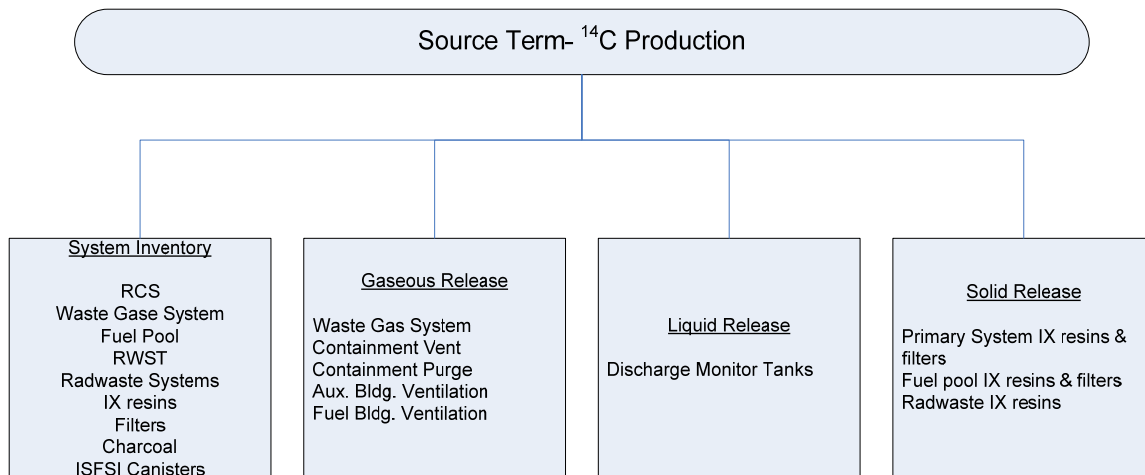 Source Term- ¹⁴C Production
System Inventory
RCS
Waste Gase System
Fuel Pool
RWST
Radwaste Systems
IX resins
Filters
Charcoal
ISFSI Canisters
Gaseous Release
Waste Gas System
Containment Vent
Containment Purge
Aux. Bldg. Ventilation
Fuel Bldg. Ventilation
Liquid Release
Discharge Monitor Tanks
Solid Release
Primary System IX resins &
filters
Fuel pool IX resins & filters
Radwaste IX resins